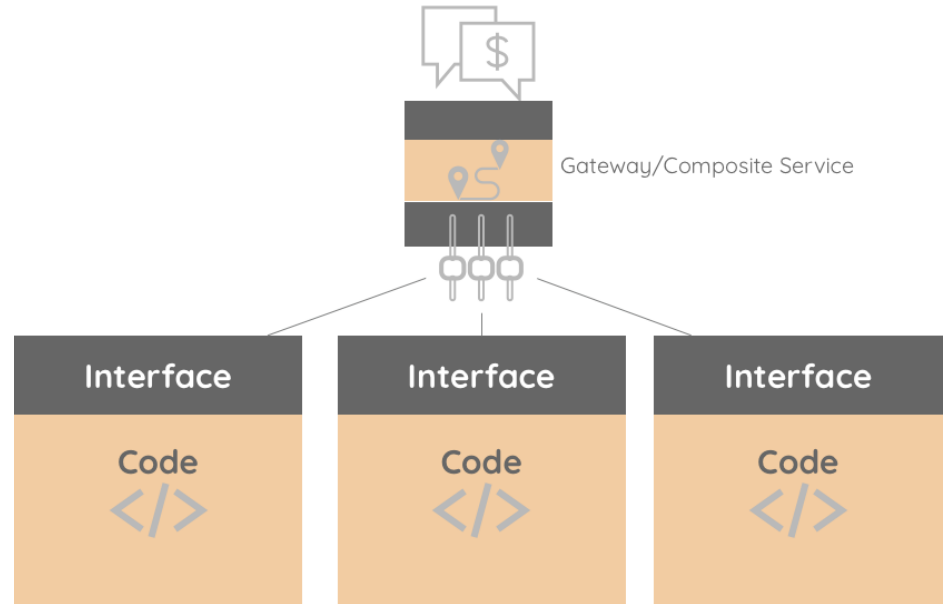 $
Gateway/Composite Service
Interface
Interface
Interface
Code
Code
Code
</>
</>
</>